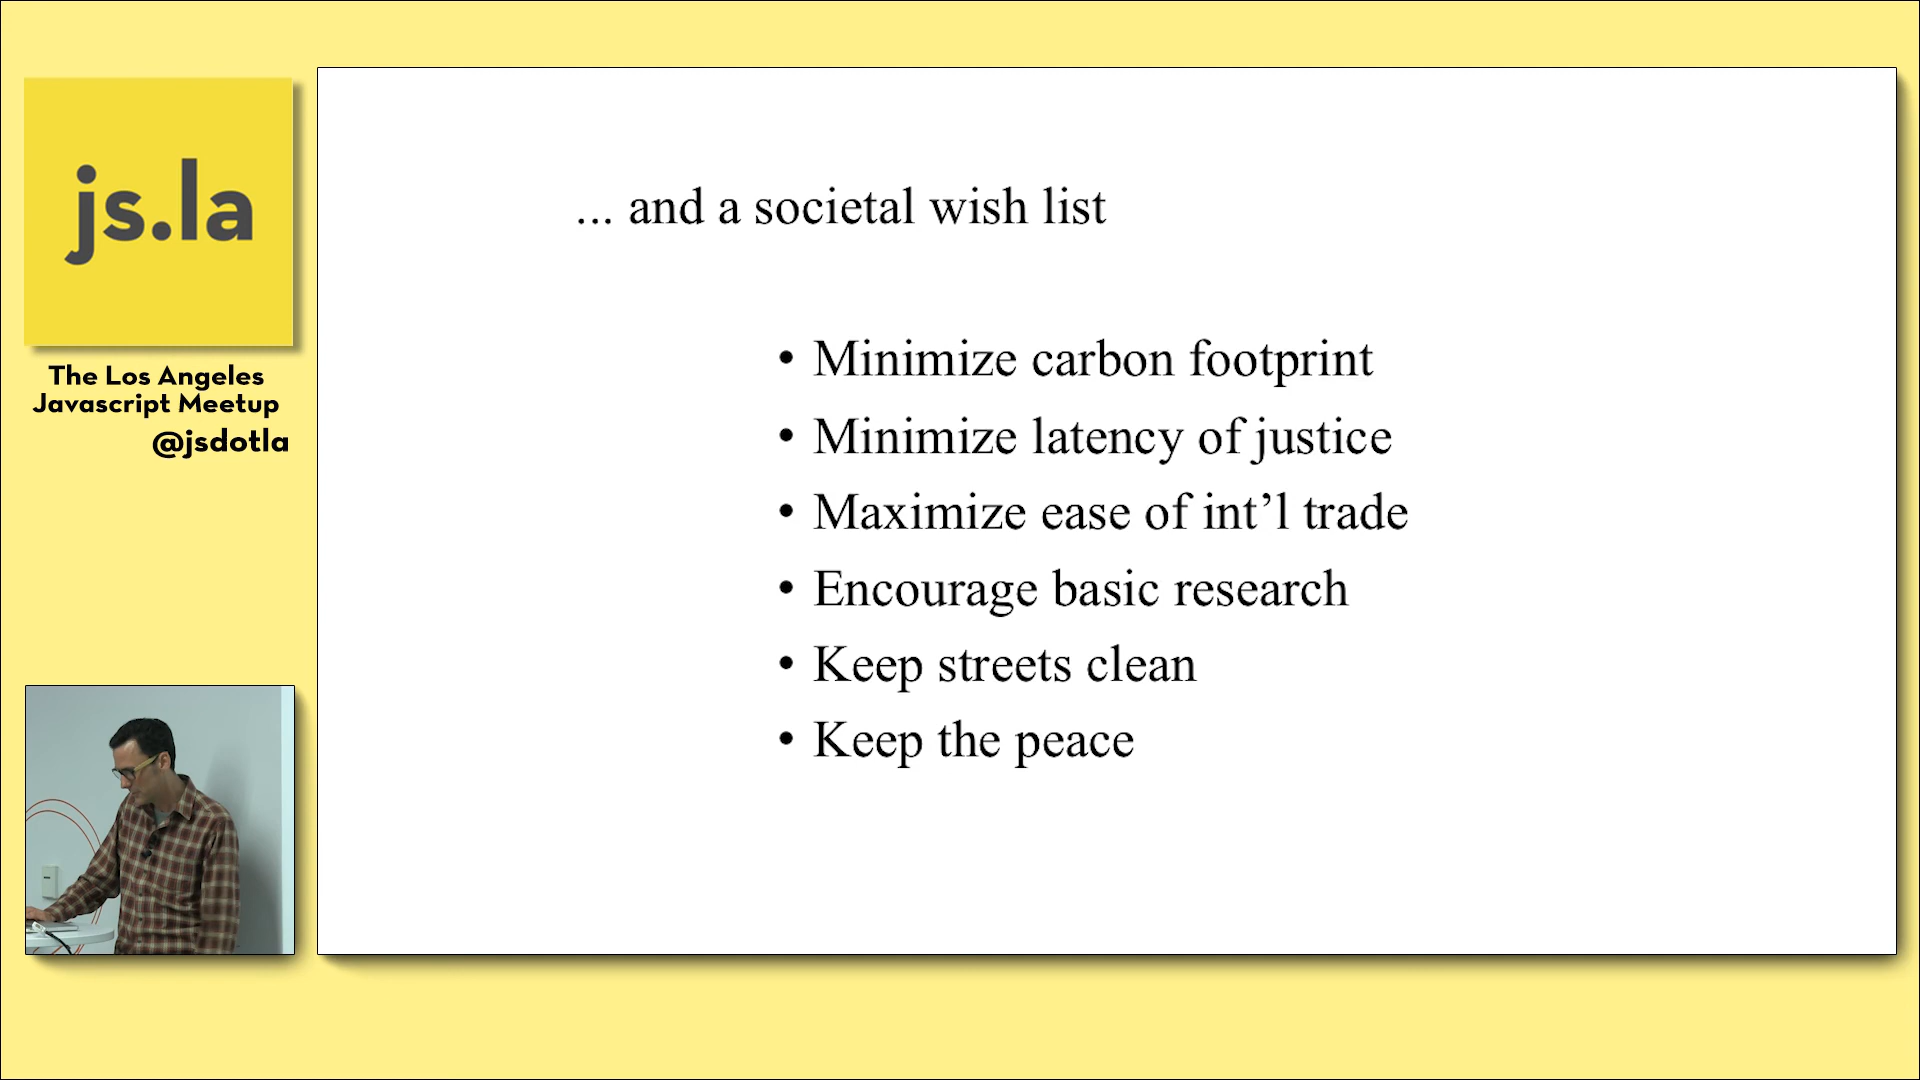 js.la
The Los Angeles
Javascript Meetup
@jsdotla
... and a societal wish list
• Minimize carbon footprint
• Minimize latency of justice
• Maximize ease of int’l trade
• Encourage basic research
• Keep streets clean
• Keep the peace